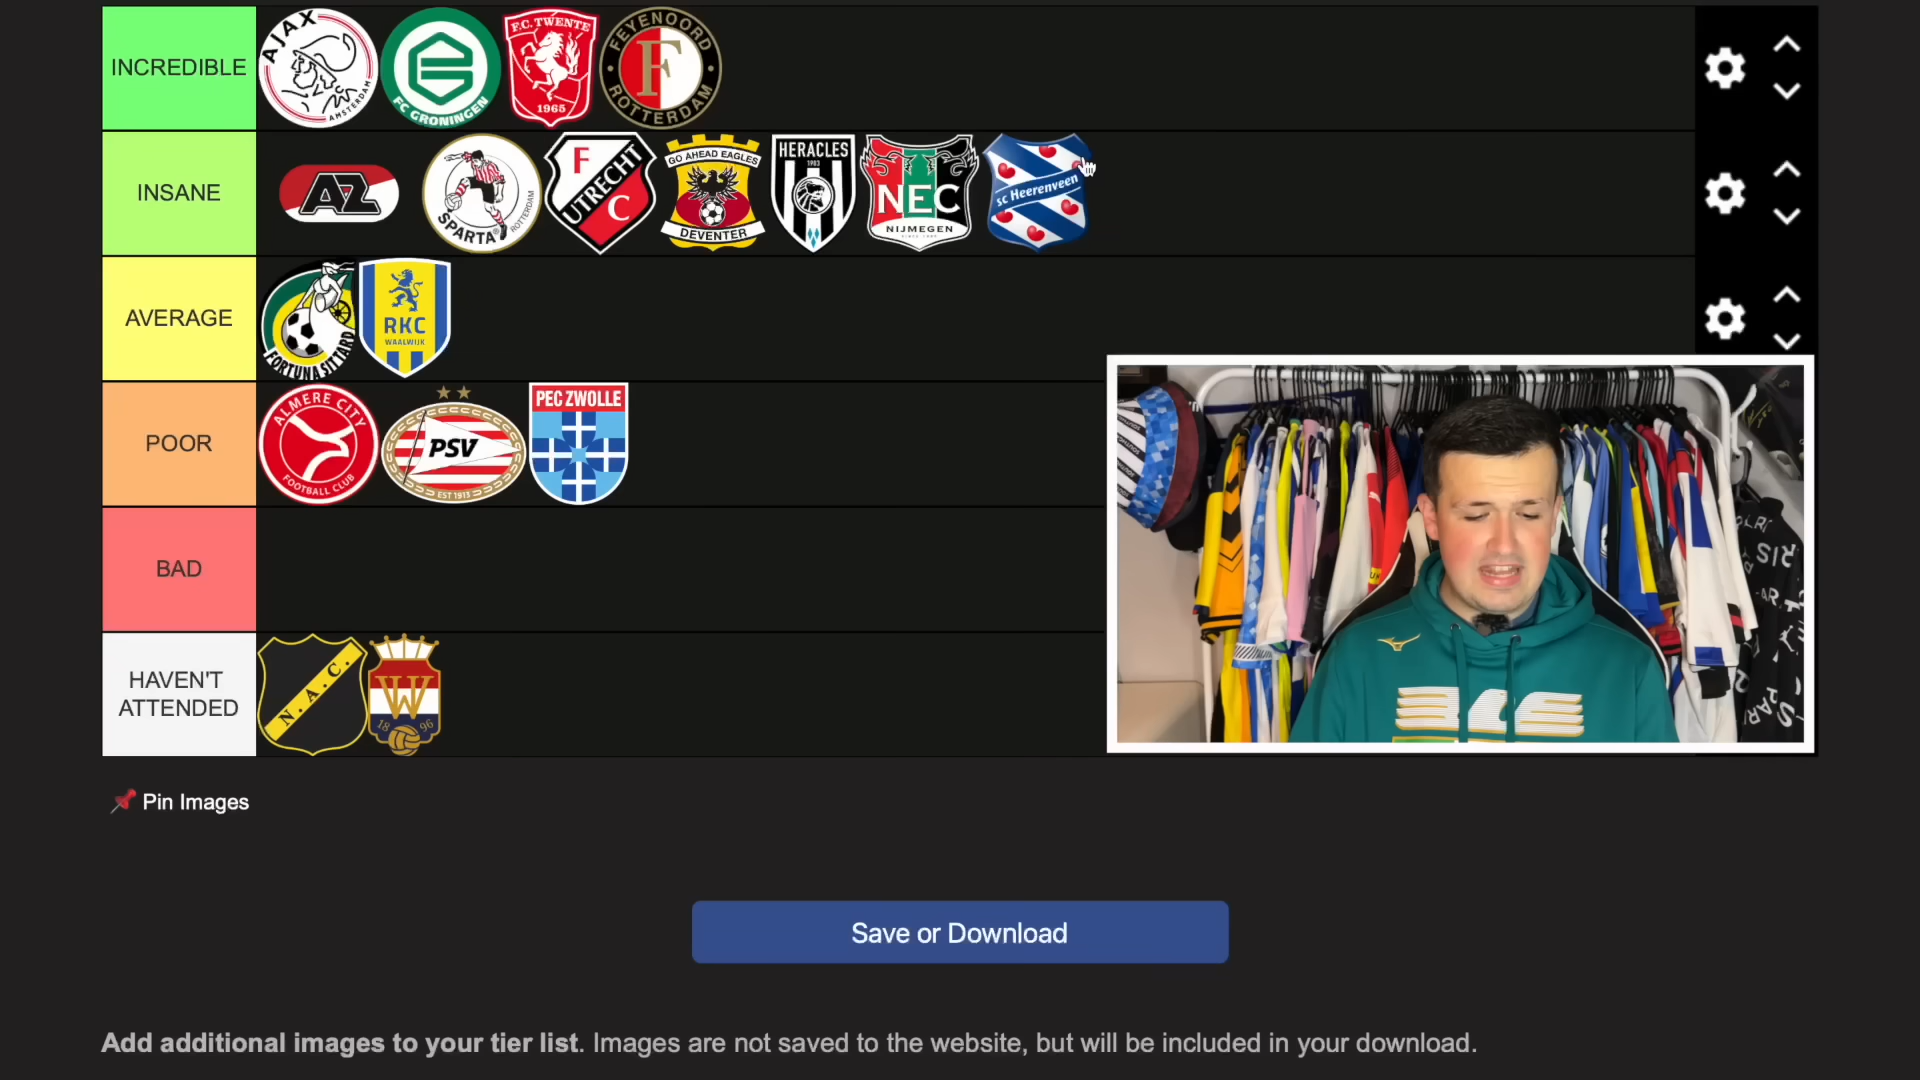 INCREDIBLE
AJAX
AMSTERDAM
FC GRONINGEN
F.C. TWENTE
1965
FEYENOORD
F
ROTTERDAM
INSANE
AZ
SPARTA
ROTTERDAM
F
UTRECHT
C
GO AHEAD EAGLES
DEVENTER
HERACLES
1903
NEC
NIJMEGEN
sc Heerenveen
AVERAGE
FORTUNA SITTARD
RKC
WAALWIJK
POOR
ALMERE CITY
FOOTBALL CLUB
PSV
EST 1913
PEC ZWOLLE
BAD
HAVEN'T
ATTENDED
N.A.C.
W
18 96
Pin Images
Save or Download
Add additional images to your tier list. Images are not saved to the website, but will be included in your download.